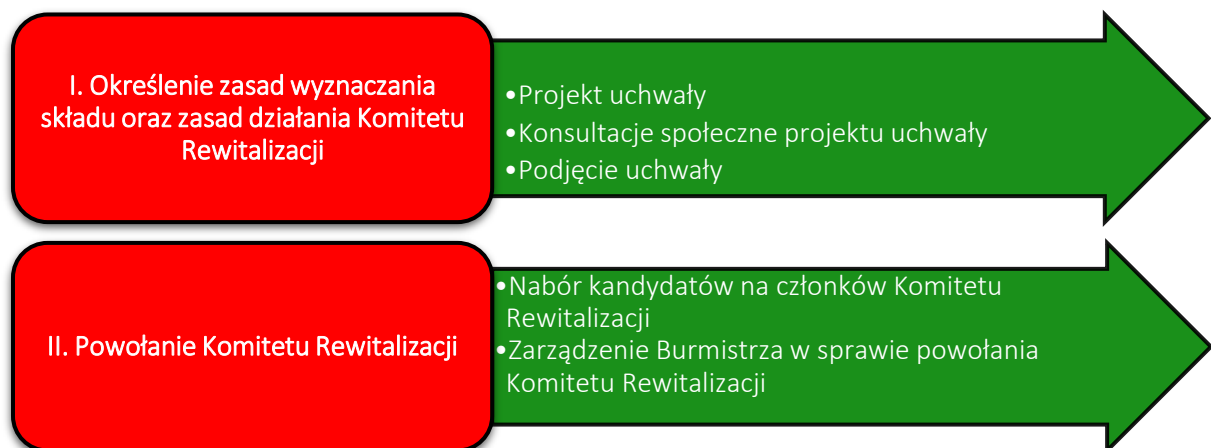 I. Określenie zasad wyznaczania
składu oraz zasad działania Komitetu
Rewitalizacji
•Projekt uchwały
•Konsultacje społeczne projektu uchwały
•Podjęcie uchwały
II. Powołanie Komitetu Rewitalizacji
•Nabór kandydatów na członków Komitetu
Rewitalizacji
•Zarządzenie Burmistrza w sprawie powołania
Komitetu Rewitalizacji